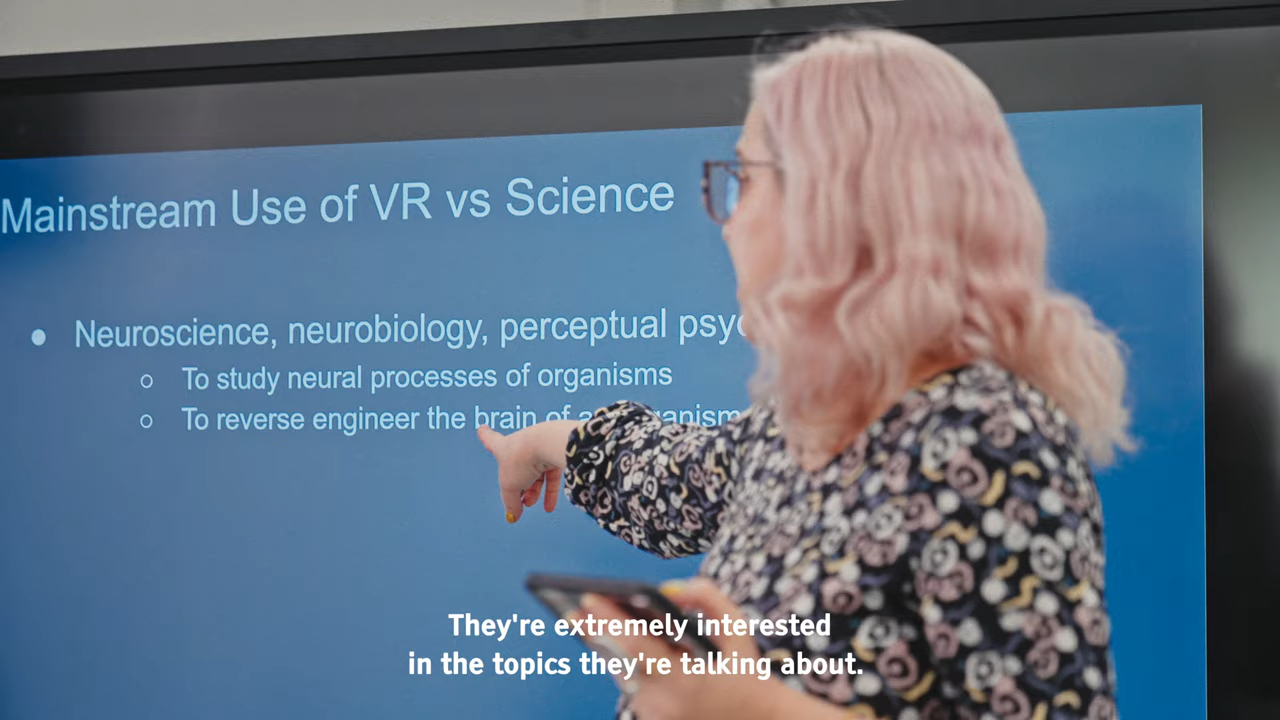 Mainstream Use of VR vs Science
• Neuroscience, neurobiology, perceptual
○ To study neural processes of organisms
○ To reverse engineer the brain of
They're extremely interested
in the topics they're talking about.